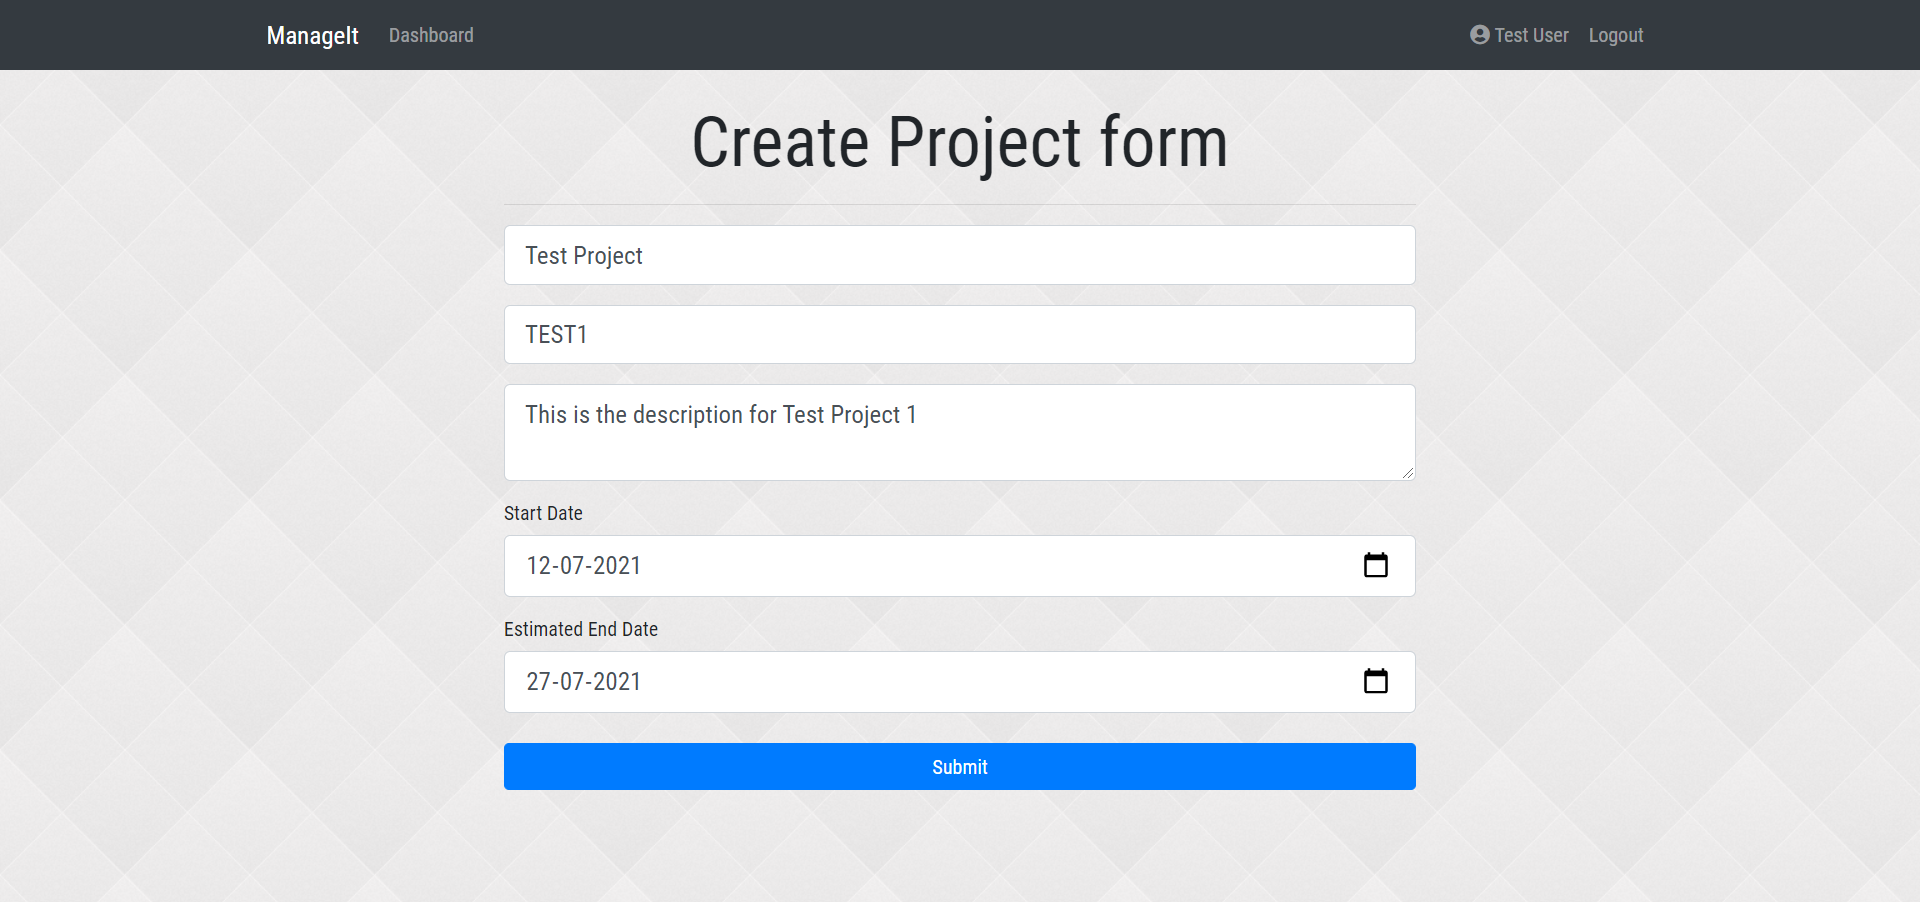 ManageIt Dashboard Test User Logout
Create Project form
Test Project
TEST1
This is the description for Test Project 1
Start Date
12-07-2021
Estimated End Date
27-07-2021
Submit